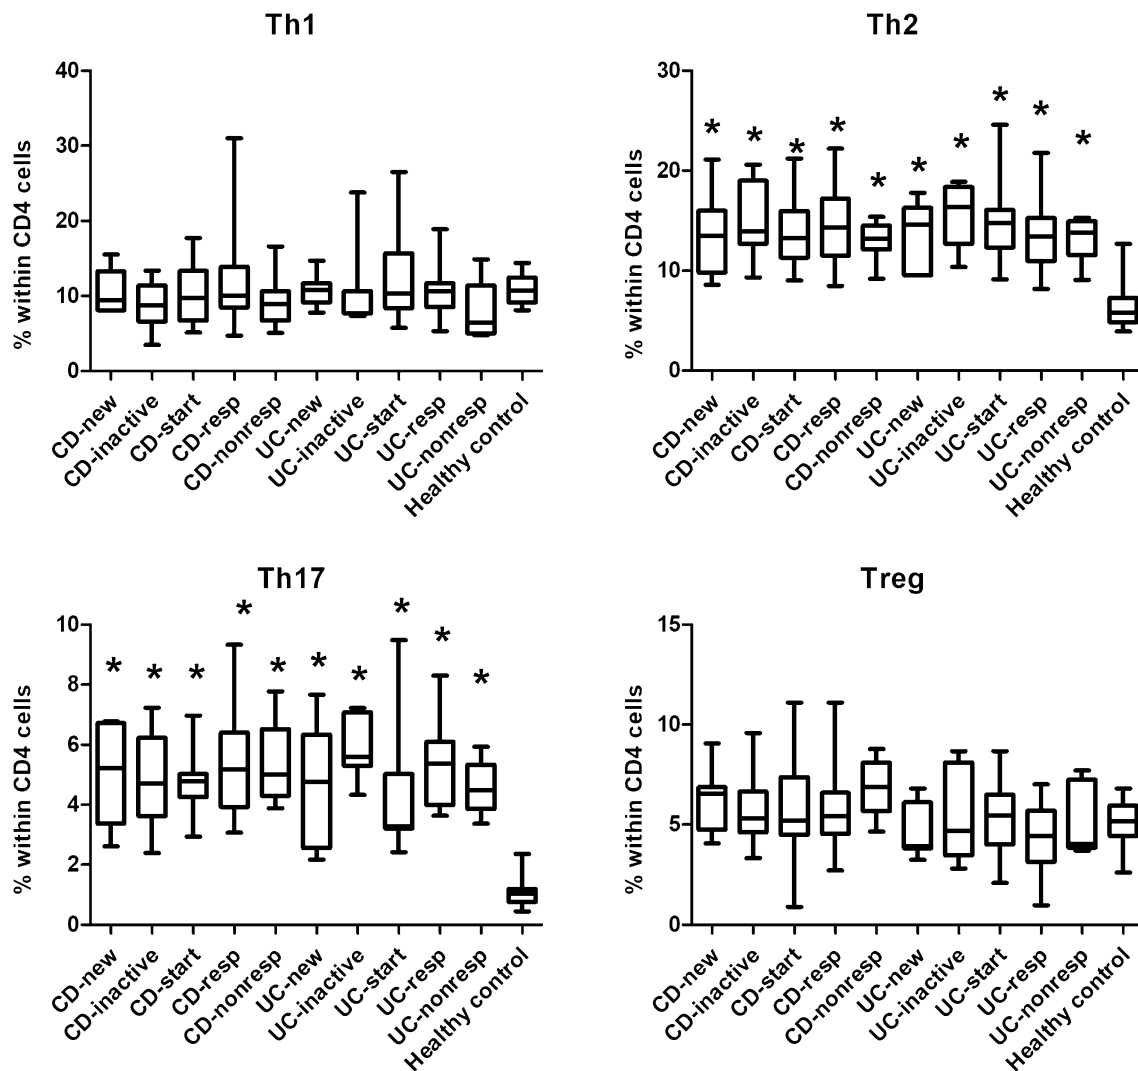 Th1
% within CD4 cells
40
30
20
10
0
CD-new
CD-inactive
CD-start
CD-resp
CD-nonresp
UC-new
UC-inactive
UC-start
UC-resp
UC-nonresp
Healthy control
Th2
% within CD4 cells
30
20
10
0
* * * * * * * * * *
CD-new
CD-inactive
CD-start
CD-resp
CD-nonresp
UC-new
UC-inactive
UC-start
UC-resp
UC-nonresp
Healthy control
Th17
% within CD4 cells
10
8
6
4
2
0
* * * * * * * * * *
CD-new
CD-inactive
CD-start
CD-resp
CD-nonresp
UC-new
UC-inactive
UC-start
UC-resp
UC-nonresp
Healthy control
Treg
% within CD4 cells
15
10
5
0
CD-new
CD-inactive
CD-start
CD-resp
CD-nonresp
UC-new
UC-inactive
UC-start
UC-resp
UC-nonresp
Healthy control